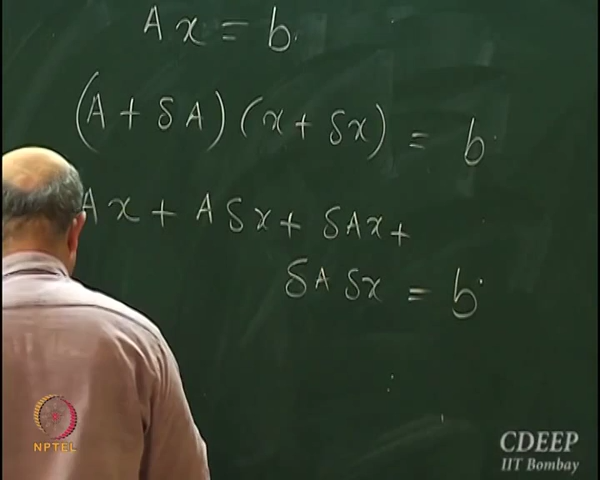 Ax = b
(A + δA)(x + δx) = b
Ax + Aδx + δAx +
δA δx = b
NPTEL
CDEEP
IIT Bombay